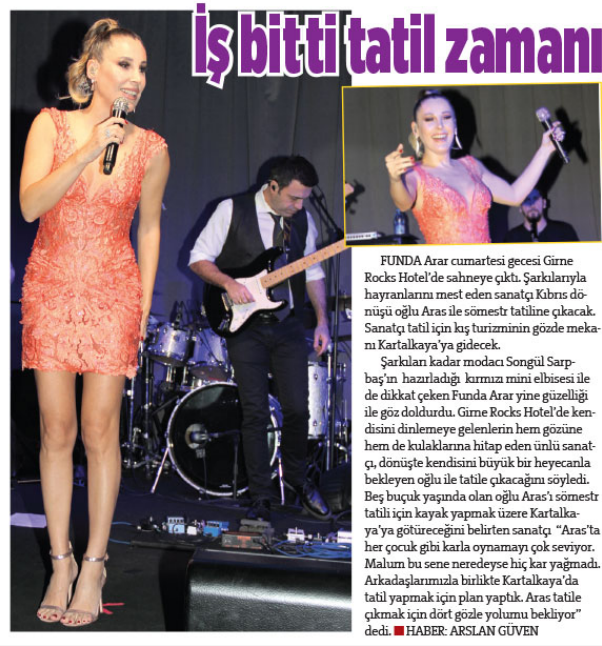 İş bitti tatil zamanı
FUNDA Arar cumartesi gecesi Girne
Rocks Hotel'de sahneye çıktı. Şarkılarıyla
hayranlarını mest eden sanatçı Kıbrıs dö-
nüşü oğlu Aras ile sömestr tatiline çıkacak.
Sanatçı tatil için kış turizminin gözde meka-
nı Kartalkaya'ya gidecek.
Şarkıları kadar modacı Songül Sarp-
baş'ın hazırladığı kırmızı mini elbisesi ile
de dikkat çeken Funda Arar yine güzelliği
ile göz doldurdu. Girne Rocks Hotel'de ken-
disini dinlemeye gelenlerin hem gözüne
hem de kulaklarına hitap eden ünlü sanat-
çı, dönüşte kendisini büyük bir heyecanla
bekleyen oğlu ile tatile çıkacağını söyledi.
Beş buçuk yaşında olan oğlu Aras'ı sömestr
tatili için kayak yapmak üzere Kartalka-
ya'ya götüreceğini belirten sanatçı “Aras'ta
her çocuk gibi karla oynamayı çok seviyor.
Malum bu sene neredeyse hiç kar yağmadı.
Arkadaşlarımızla birlikte Kartalkaya'da
tatil yapmak için plan yaptık. Aras tatile
çıkmak için dört gözle yolumu bekliyor”
dedi. ■ HABER: ARSLAN GÜVEN